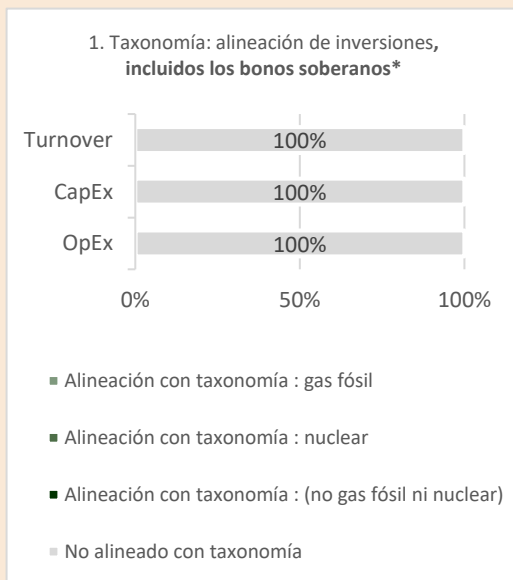 1. Taxonomía: alineación de inversiones,
incluidos los bonos soberanos*
Turnover
100%
CapEx
100%
OpEx
100%
0%
50%
100%
Alineación con taxonomía : gas fósil
Alineación con taxonomía : nuclear
Alineación con taxonomía : (no gas fósil ni nuclear)
No alineado con taxonomía